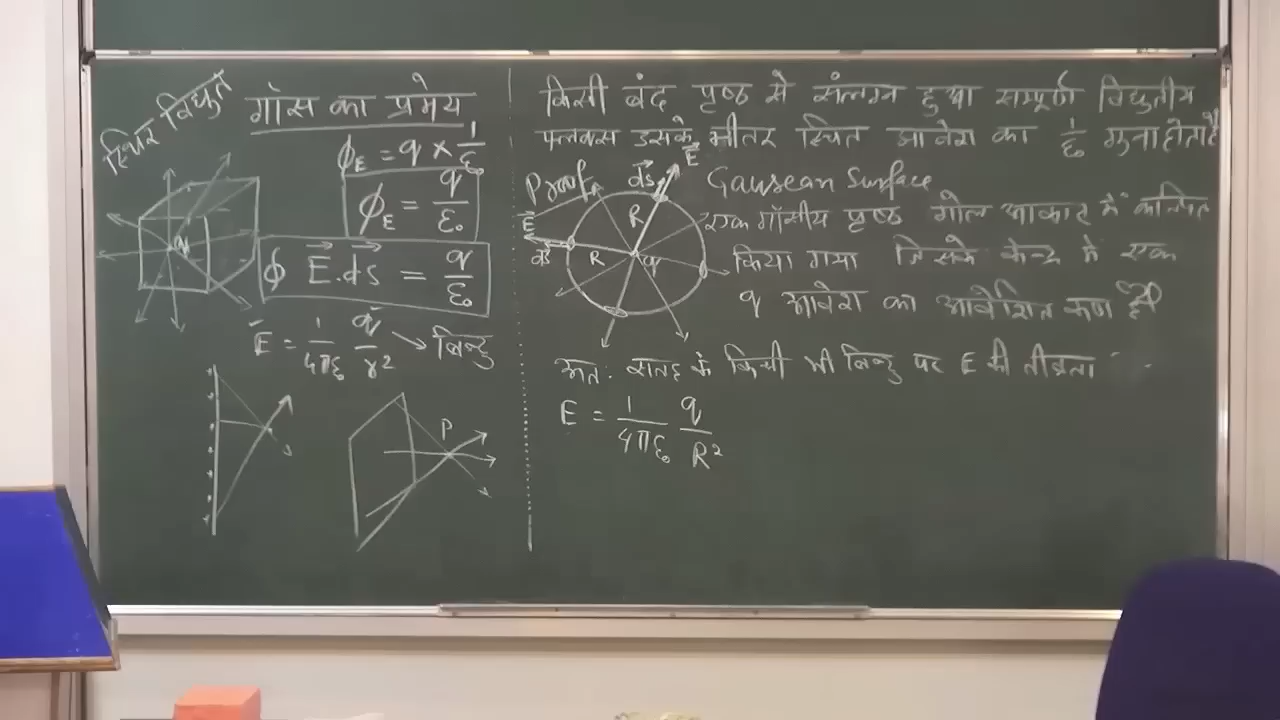 स्थिर विद्युत
गॉस का प्रमेय
ϕE = q × 1/ε₀
ϕE = q/ε₀
∮ E⃗.ds⃗ = q/ε₀
E = 1/4πε₀ q/r² → बिन्दु
q
P
किसी बंद पृष्ठ से संलग्न हुआ सम्पूर्ण विद्युतीय
फ्लक्स उसके भीतर स्थित आवेश का 1/ε₀ गुना होता है
Proof
Gausean Surface
E⃗
ds⃗
R
E⃗
ds⃗
R
q
एक गॉसीय पृष्ठ गोल आकार में कल्पित
किया गया जिसके केन्द्र में एक
q आवेश का आवेशित कण है
अतः सतह के किसी भी बिन्दु पर E की तीव्रता
E = 1/4πε₀ q/R²